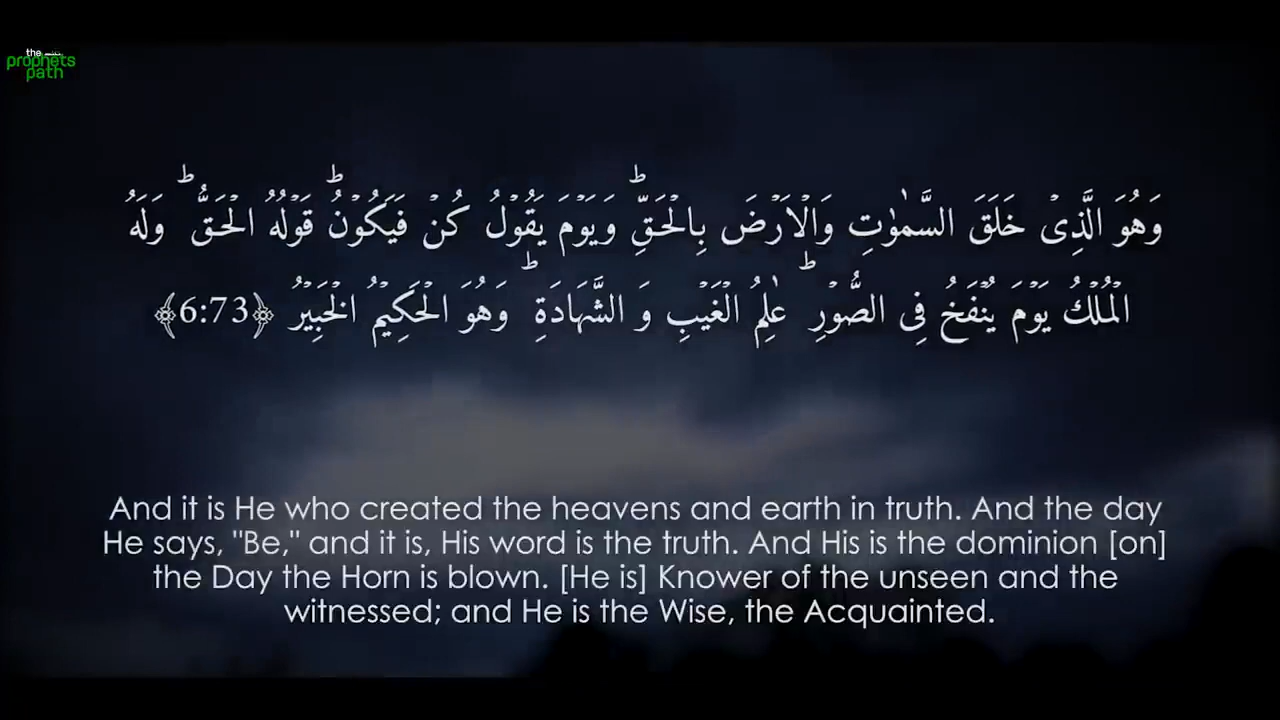 the
prophets
path
وَهُوَ الَّذِىۡ خَلَقَ السَّمٰوٰتِ وَالۡاَرۡضَ بِالۡحَـقِّ‌ؕ وَيَوۡمَ يَقُوۡلُ كُنۡ فَيَكُوۡنُؕ قَوۡلُهُ الۡحَـقُّ‌ ؕ وَلَهُ
الۡمُلۡكُ يَوۡمَ يُنۡفَخُ فِى الصُّوۡرِ‌ ؕ عٰلِمُ الۡغَيۡبِ وَ الشَّهَادَةِ‌ ؕ وَهُوَ الۡحَكِيۡمُ الۡخَبِيۡرُ ﴿6:73﴾
And it is He who created the heavens and earth in truth. And the day
He says, "Be," and it is, His word is the truth. And His is the dominion [on]
the Day the Horn is blown. [He is] Knower of the unseen and the
witnessed; and He is the Wise, the Acquainted.